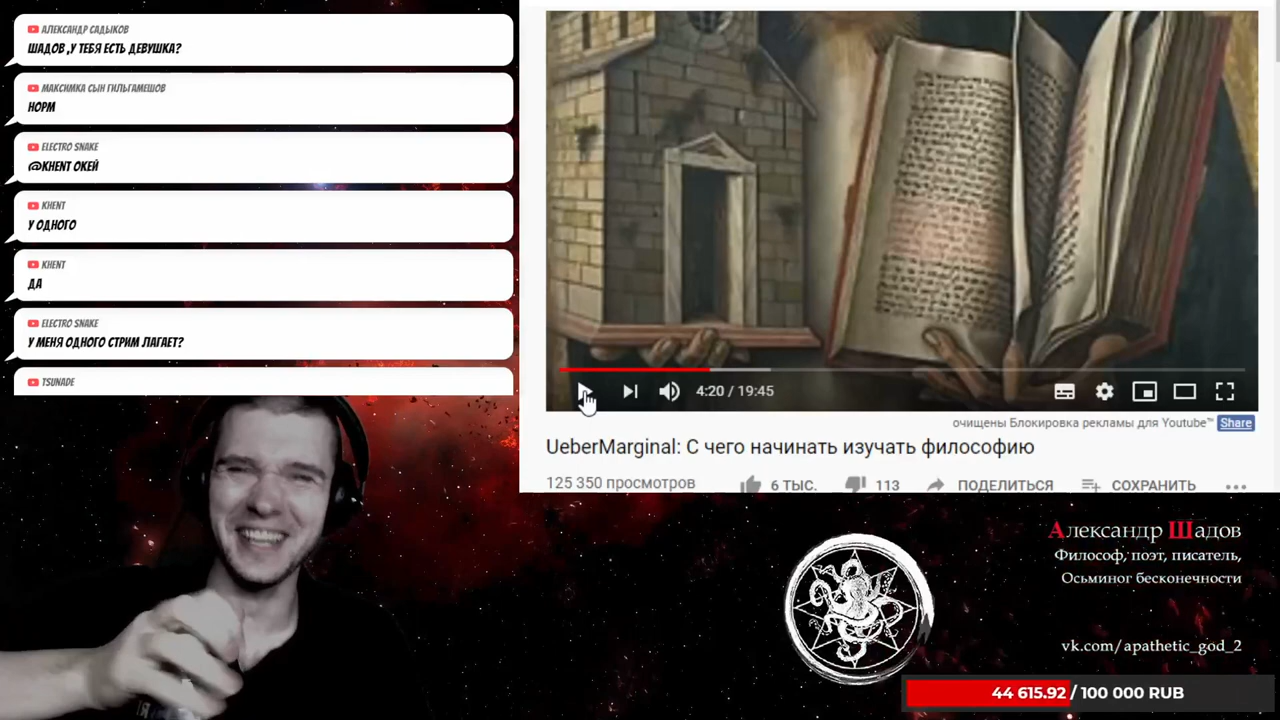 АЛЕКСАНДР САДЫКОВ
ШАДОВ ,У ТЕБЯ ЕСТЬ ДЕВУШКА?
МАКСИМКА СЫН ГИЛЬГАМЕШОВ
НОРМ
ELECTRO SNAKE
@KHENT ОКЕЙ
KHENT
У ОДНОГО
KHENT
ДА
ELECTRO SNAKE
У МЕНЯ ОДНОГО СТРИМ ЛАГАЕТ?
TSUNADE
4:20 / 19:45
очищены Блокировка рекламы для Youtube™ Share
UeberMarginal: С чего начинать изучать философию
125 350 просмотров 6 ТЫС. 113 ПОДЕЛИТЬСЯ СОХРАНИТЬ
Александр Шадов
Философ, поэт, писатель,
Осьминог бесконечности
vk.com/apathetic_god_2
44 615.92 / 100 000 RUB